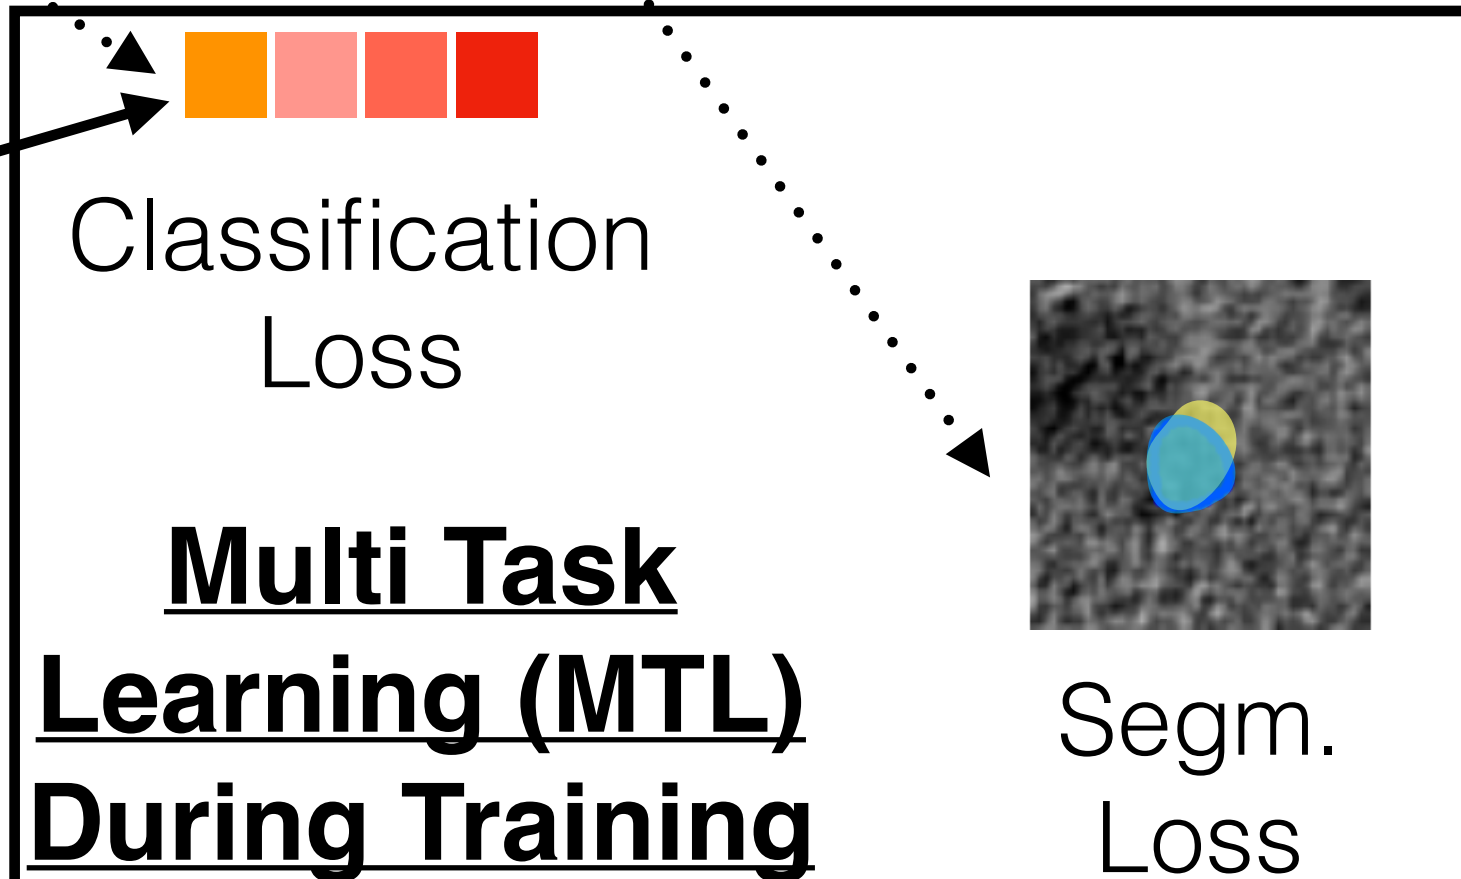 Classification
Loss
Multi Task
Learning (MTL)
During Training
Segm.
Loss